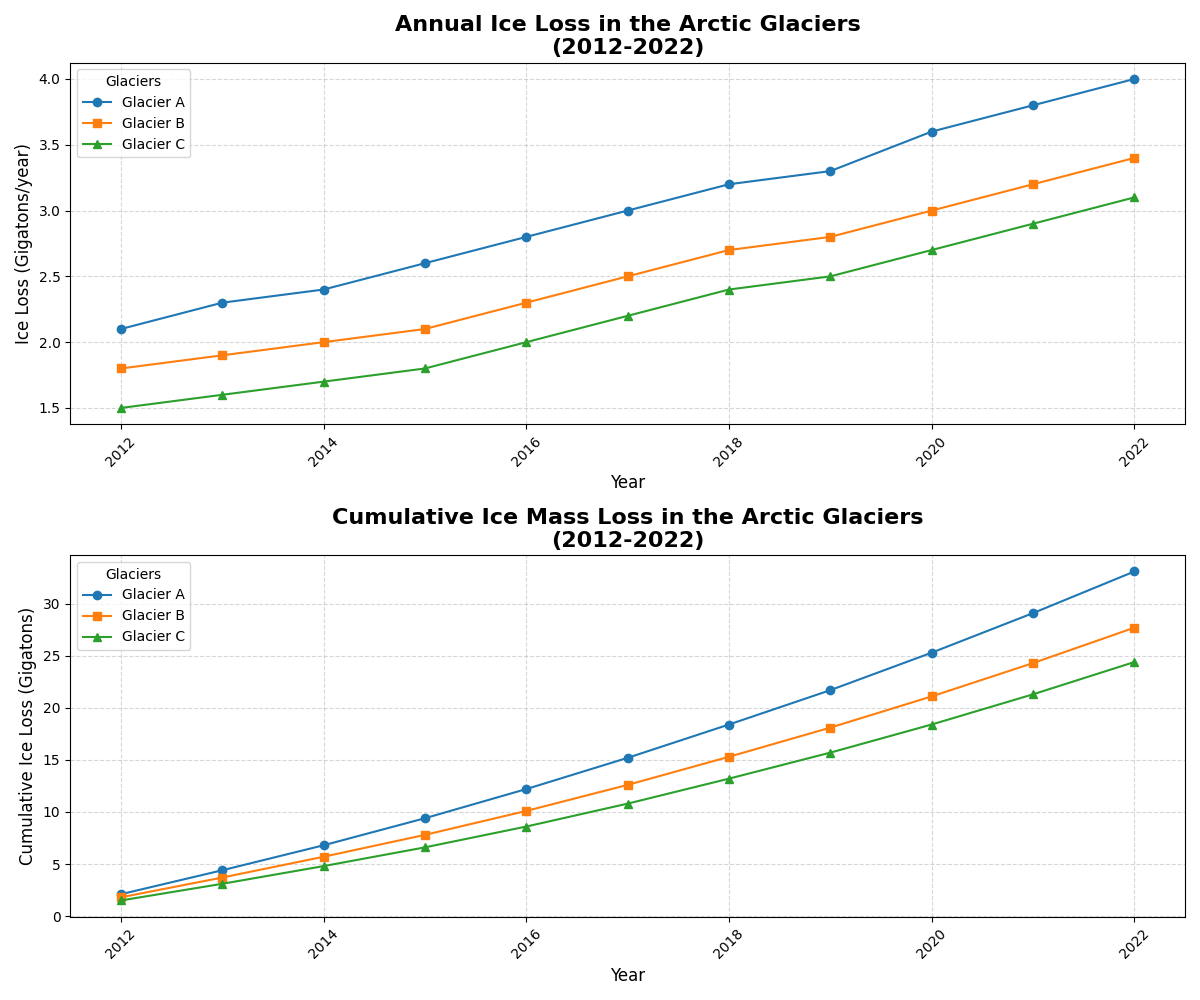 Annual Ice Loss in the Arctic Glaciers
(2012-2022)
Ice Loss (Gigatons/year)
4.0
3.5
3.0
2.5
2.0
1.5
Glaciers
Glacier A
Glacier B
Glacier C
2012
2014
2016
2018
2020
2022
Year
Cumulative Ice Mass Loss in the Arctic Glaciers
(2012-2022)
Cumulative Ice Loss (Gigatons)
30
25
20
15
10
5
0
Glaciers
Glacier A
Glacier B
Glacier C
2012
2014
2016
2018
2020
2022
Year